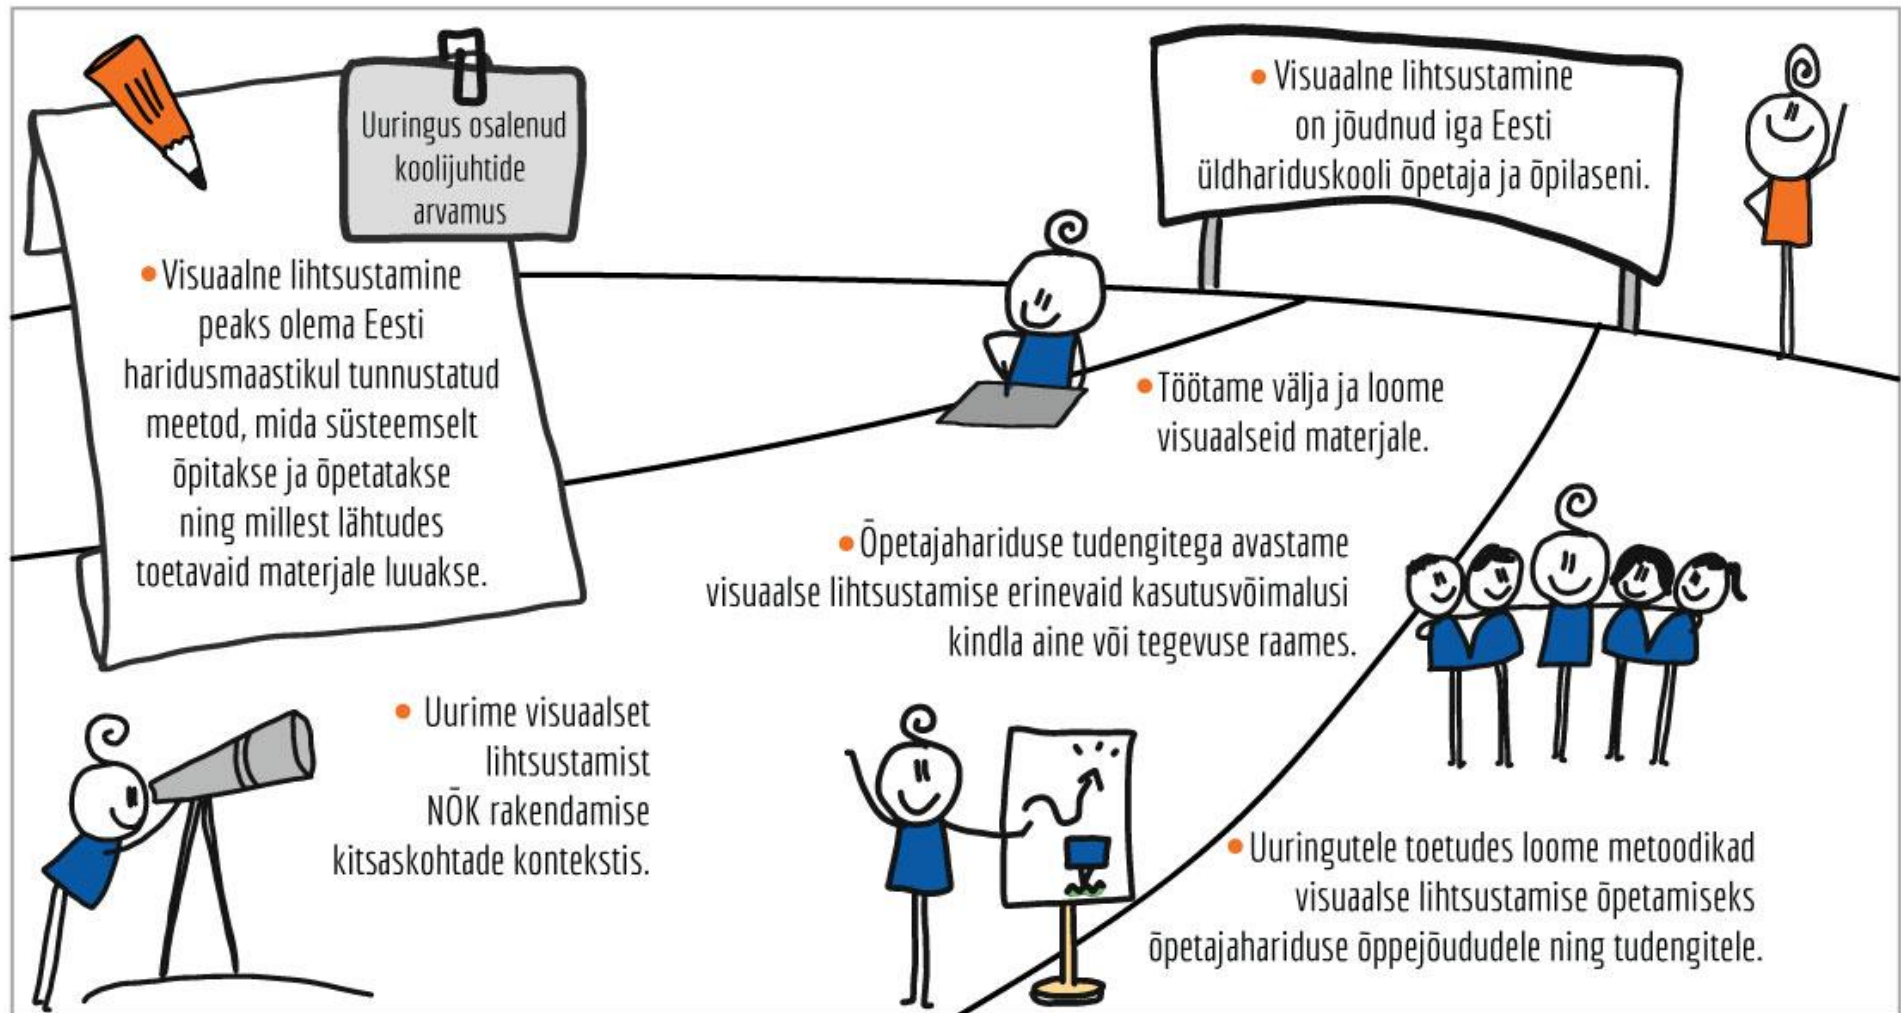 Uuringus osalenud
koolijuhtide
arvamus
• Visuaalne lihtsustamine
peaks olema Eesti
haridusmaastikul tunnustatud
meetod, mida süsteemselt
õpitakse ja õpetatakse
ning millest lähtudes
toetavaid materjale luuakse.
• Visuaalne lihtsustamine
on jõudnud iga Eesti
üldhariduskooli õpetaja ja õpilaseni.
• Töötame välja ja loome
visuaalseid materjale.
• Õpetajahariduse tudengitega avastame
visuaalse lihtsustamise erinevaid kasutusvõimalusi
kindla aine või tegevuse raames.
• Uurime visuaalset
lihtsustamist
NÕK rakendamise
kitsaskohtade kontekstis.
• Uuringutele toetudes loome metoodikad
visuaalse lihtsustamise õpetamiseks
õpetajahariduse õppejõududele ning tudengitele.